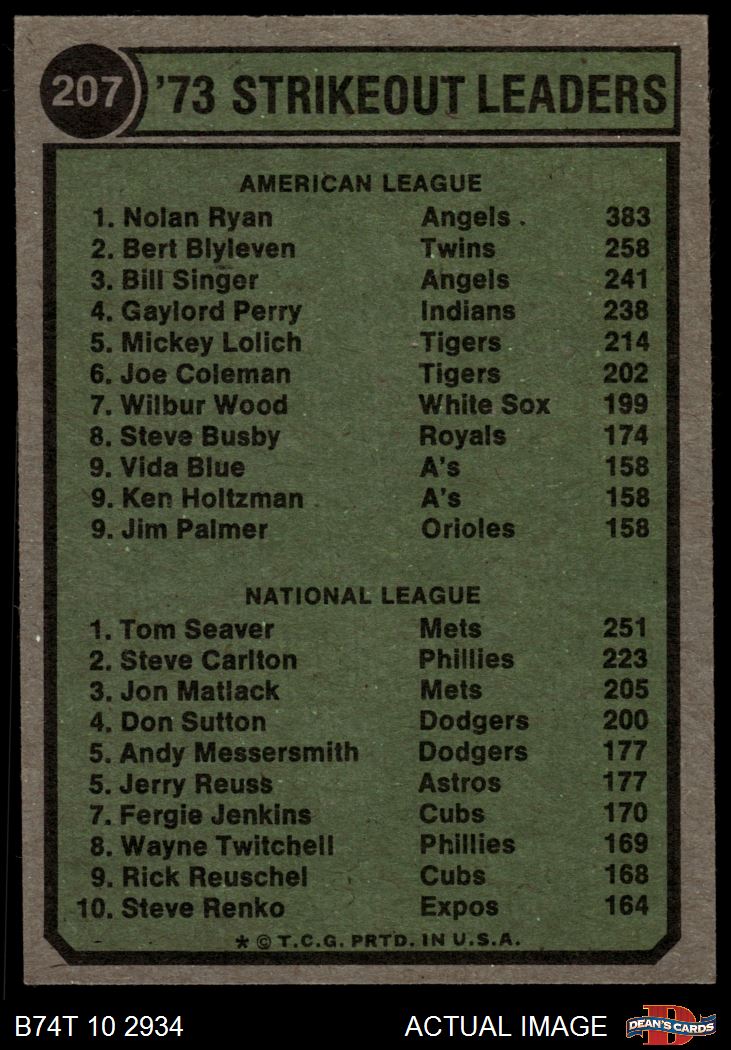 207 '73 STRIKEOUT LEADERS
AMERICAN LEAGUE
1. Nolan Ryan Angels 383
2. Bert Blyleven Twins 258
3. Bill Singer Angels 241
4. Gaylord Perry Indians 238
5. Mickey Lolich Tigers 214
6. Joe Coleman Tigers 202
7. Wilbur Wood White Sox 199
8. Steve Busby Royals 174
9. Vida Blue A's 158
9. Ken Holtzman A's 158
9. Jim Palmer Orioles 158
NATIONAL LEAGUE
1. Tom Seaver Mets 251
2. Steve Carlton Phillies 223
3. Jon Matlack Mets 205
4. Don Sutton Dodgers 200
5. Andy Messersmith Dodgers 177
5. Jerry Reuss Astros 177
7. Fergie Jenkins Cubs 170
8. Wayne Twitchell Phillies 169
9. Rick Reuschel Cubs 168
10. Steve Renko Expos 164
* © T.C.G. PRTD. IN U.S.A.
B74T 10 2934 ACTUAL IMAGE D DEAN'S CARDS